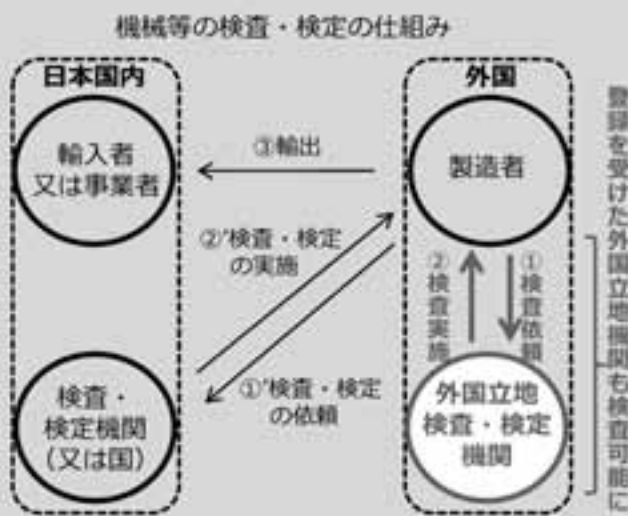 機械等の検査・検定の仕組み
日本国内
輸入者
又は事業者
検査・
検定機関
(又は国)
③輸出
②'検査・検定
の実施
①'検査・検定
の依頼
外国
製造者
②検査実施
①検査依頼
外国立地
検査・検定
機関
登録を受けた外国立地機関も検査可能に